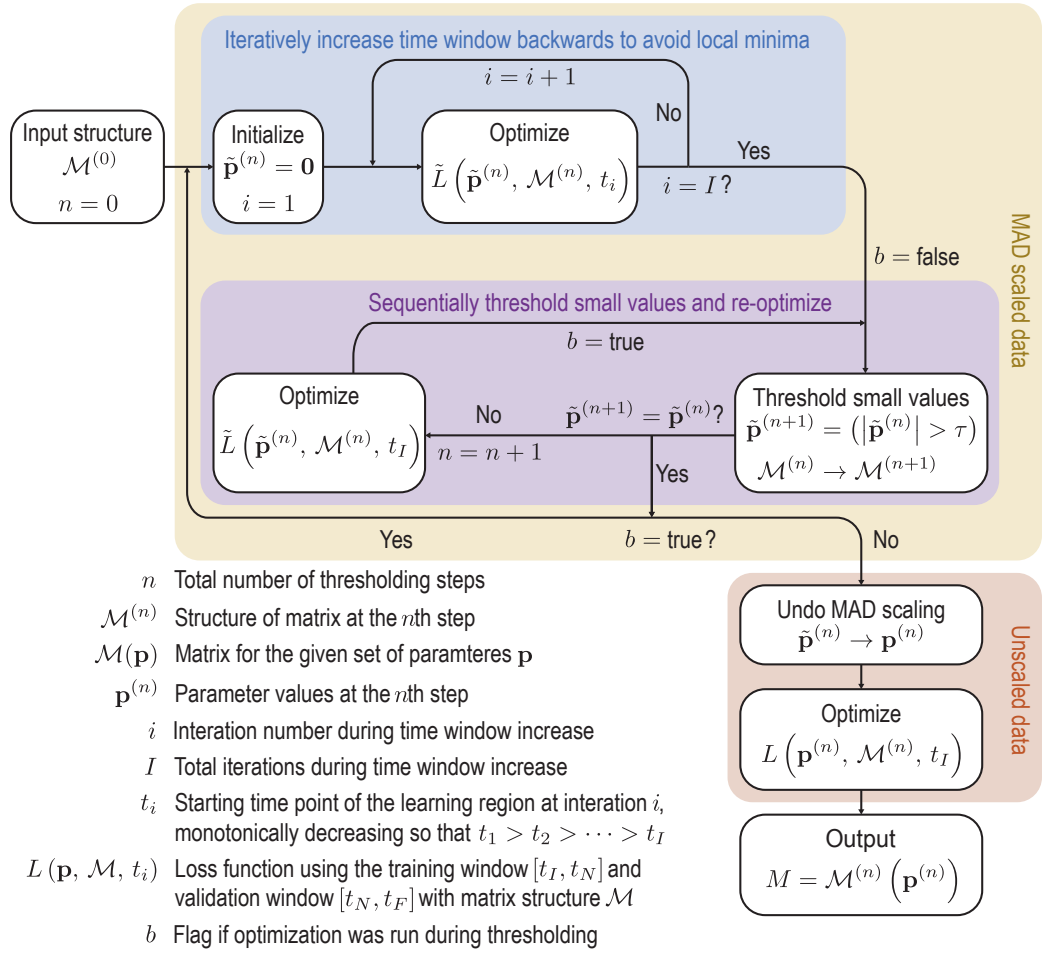 Iteratively increase time window backwards to avoid local minima
i = i + 1
No
Yes
i = I?
Input structure
ℳ⁽⁰⁾
n = 0
Initialize
p̃⁽ⁿ⁾ = 0
i = 1
Optimize
L̃ (p̃⁽ⁿ⁾, ℳ⁽ⁿ⁾, tᵢ)
b = false
MAD scaled data
Sequentially threshold small values and re-optimize
b = true
Optimize
L̃ (p̃⁽ⁿ⁾, ℳ⁽ⁿ⁾, t_I)
No
n = n + 1
p̃⁽ⁿ⁺¹⁾ = p̃⁽ⁿ⁾?
Yes
Threshold small values
p̃⁽ⁿ⁺¹⁾ = (|p̃⁽ⁿ⁾| > τ)
ℳ⁽ⁿ⁾ → ℳ⁽ⁿ⁺¹⁾
Yes
b = true?
No
Undo MAD scaling
p̃⁽ⁿ⁾ → p⁽ⁿ⁾
Optimize
L (p⁽ⁿ⁾, ℳ⁽ⁿ⁾, t_I)
Unscaled data
Output
M = ℳ⁽ⁿ⁾ (p⁽ⁿ⁾)
n Total number of thresholding steps
ℳ⁽ⁿ⁾ Structure of matrix at the nth step
ℳ(p) Matrix for the given set of paramteres p
p⁽ⁿ⁾ Parameter values at the nth step
i Interation number during time window increase
I Total iterations during time window increase
tᵢ Starting time point of the learning region at interation i,
monotonically decreasing so that t₁ > t₂ > ⋯ > t_I
L (p, ℳ, tᵢ) Loss function using the training window [t_I, t_N] and
validation window [t_N, t_F] with matrix structure ℳ
b Flag if optimization was run during thresholding